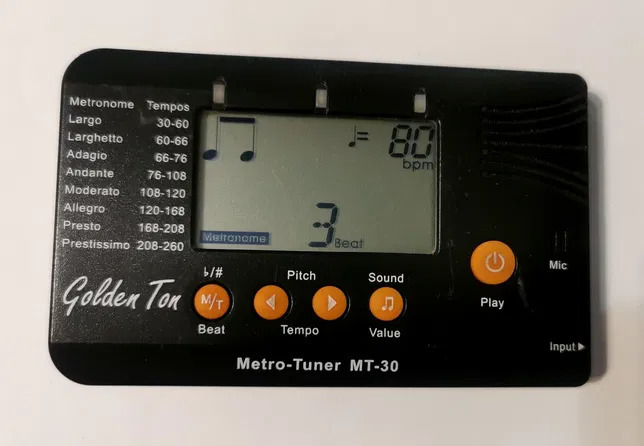 Metronome Tempos
Largo 30-60
Larghetto 60-66
Adagio 66-76
Andante 76-108
Moderato 108-120
Allegro 120-168
Presto 168-208
Prestissimo 208-260
♩= 80
bpm
3 Beat
Metronome
♭/# Pitch Sound
M/T
Beat Tempo Value
Play
Mic
Input▶
Golden Ton
Metro-Tuner MT-30